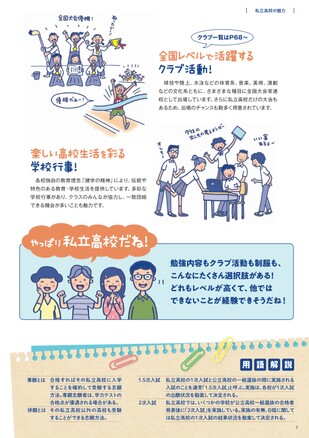 私立高校の魅力
全国大会優勝！
クラブ一覧はP68～
全国レベルで活躍する
クラブ活動！
球技や陸上、水泳などの体育系、音楽、美術、演劇
などの文化系ともに、さまざまな種目に全国大会常連
校として出場しています。さらに私立高校だけの大会も
あるため、出場のチャンスも数多く用意されています。
楽しい高校生活を彩る
学校行事！
各校独自の教育理念「建学の精神」により、伝統や
特色のある教育・学校生活を提供しています。多彩な
学校行事があり、クラスのみんなが協力し、一致団結
できる機会が多いことも魅力です。
やっぱり私立高校だね！
勉強内容もクラブ活動も制服も、
こんなにたくさん選択肢がある！
どれもレベルが高くて、他では
できないことが経験できそうだね！
用語解説
専願とは 合格すればその私立高校に入学
することを確約して受験する志願
方法。専願志願者は、学力テストの
合格点が優遇される場合がある。
併願とは その私立高校以外の高校も受験
することができる志願方法。
1.5次入試 私立高校の1次入試と公立高校の一般選抜の間に実施される
入試のことを通称「1.5次入試」と呼ぶ。実施は、各校が1次入試
の出願状況を勘案して決定される。
2次入試 私立高校では、いくつかの学校が公立高校一般選抜の合格者
発表後に「2次入試」を実施している。実施の有無、日程に関して
は私立高校の1次入試の出願状況を勘案して決定される。
7